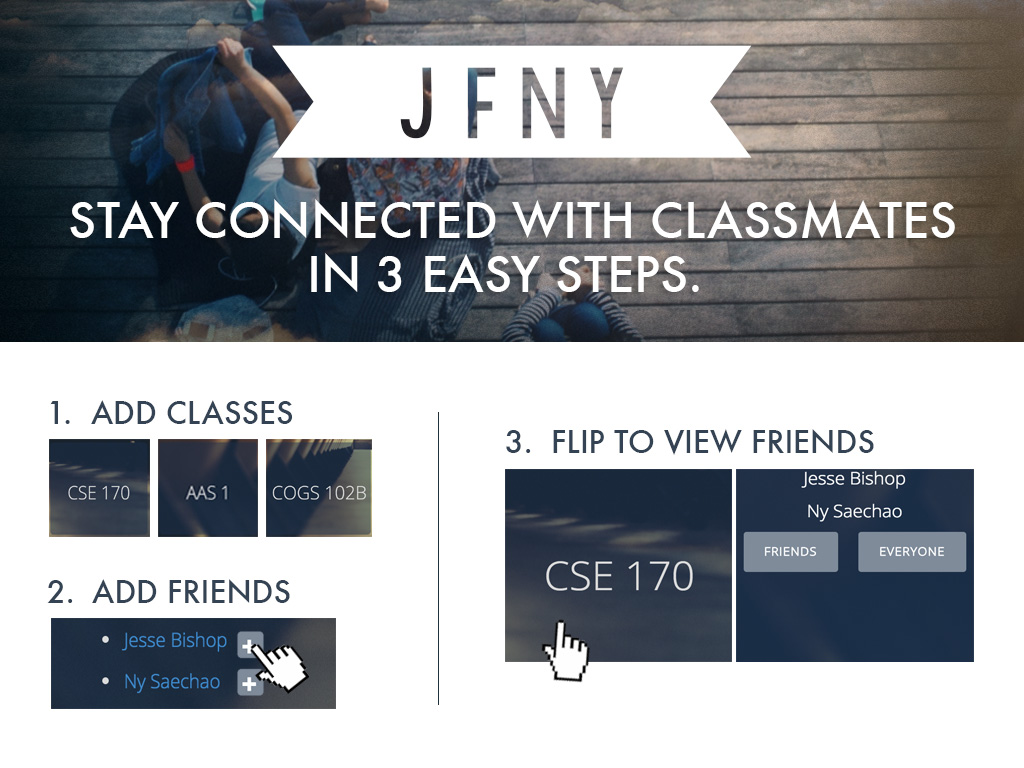 JFNY
STAY CONNECTED WITH CLASSMATES
IN 3 EASY STEPS.
1. ADD CLASSES
CSE 170
AAS 1
COGS 102B
2. ADD FRIENDS
• Jesse Bishop +
• Ny Saechao +
3. FLIP TO VIEW FRIENDS
CSE 170
Jesse Bishop
Ny Saechao
FRIENDS
EVERYONE